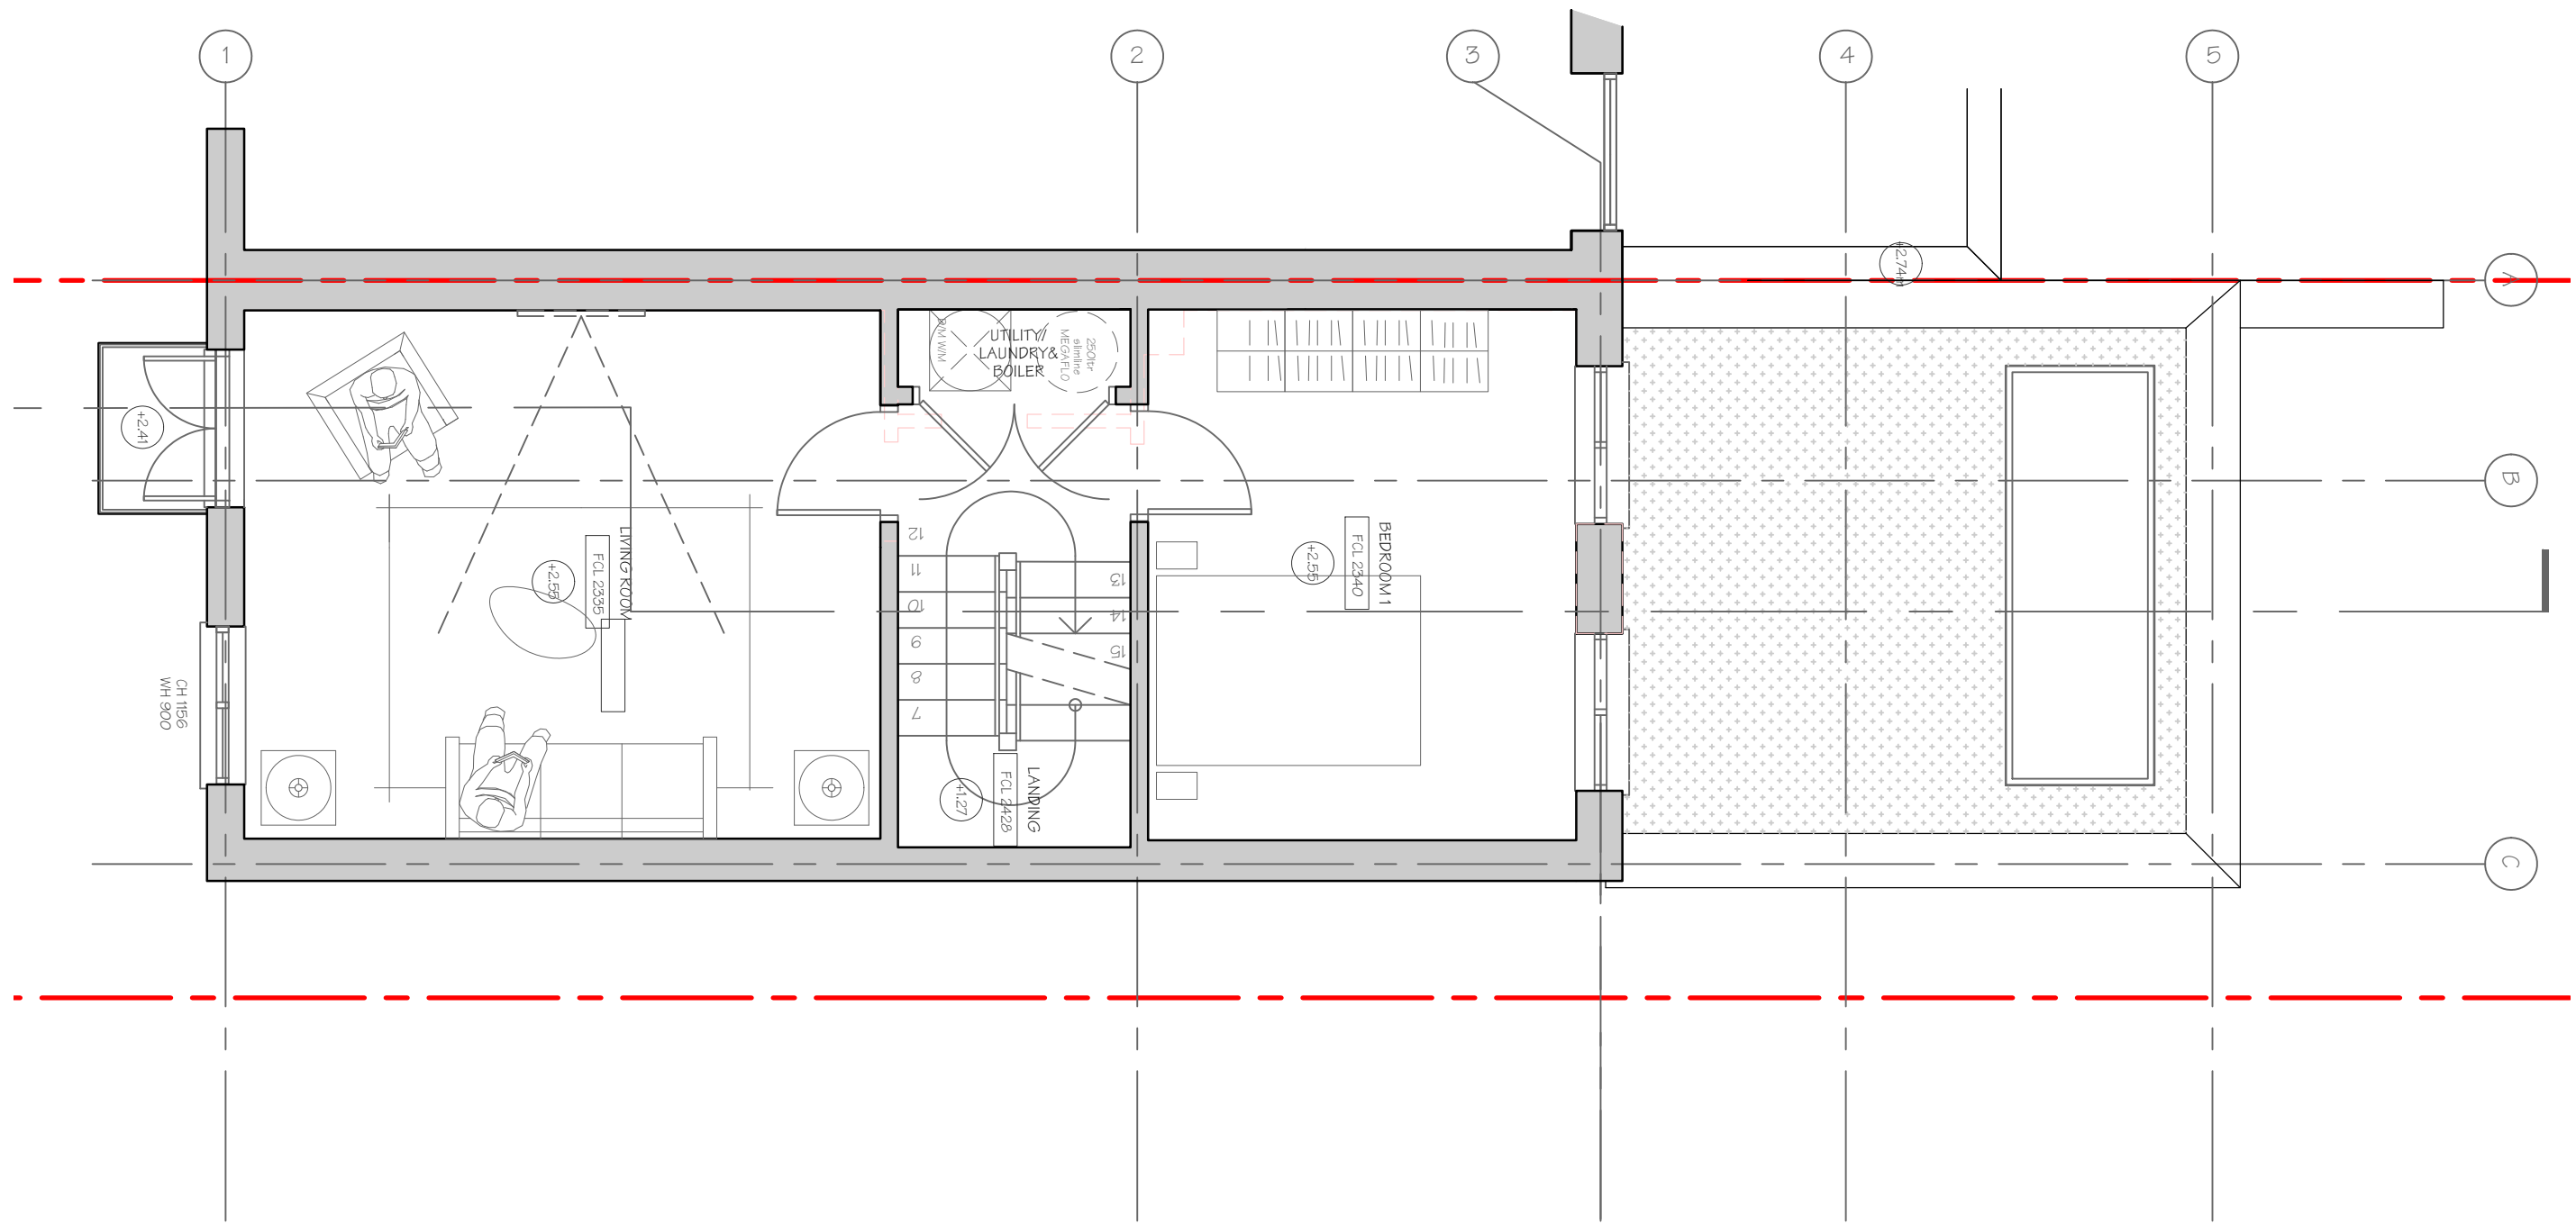 1
2
3
4
5
A
B
C
+2.74m
+2.41
D/M W/M
UTILITY/
LAUNDRY&
BOILER
250ltr
slimline
MEGAFLO
LIVING ROOM
FCL 2335
+2.55
BEDROOM 1
FCL 2340
+2.55
12
11
10
9
8
7
13
14
15
LANDING
FCL 2428
+1.27
CH 1156
WH 900